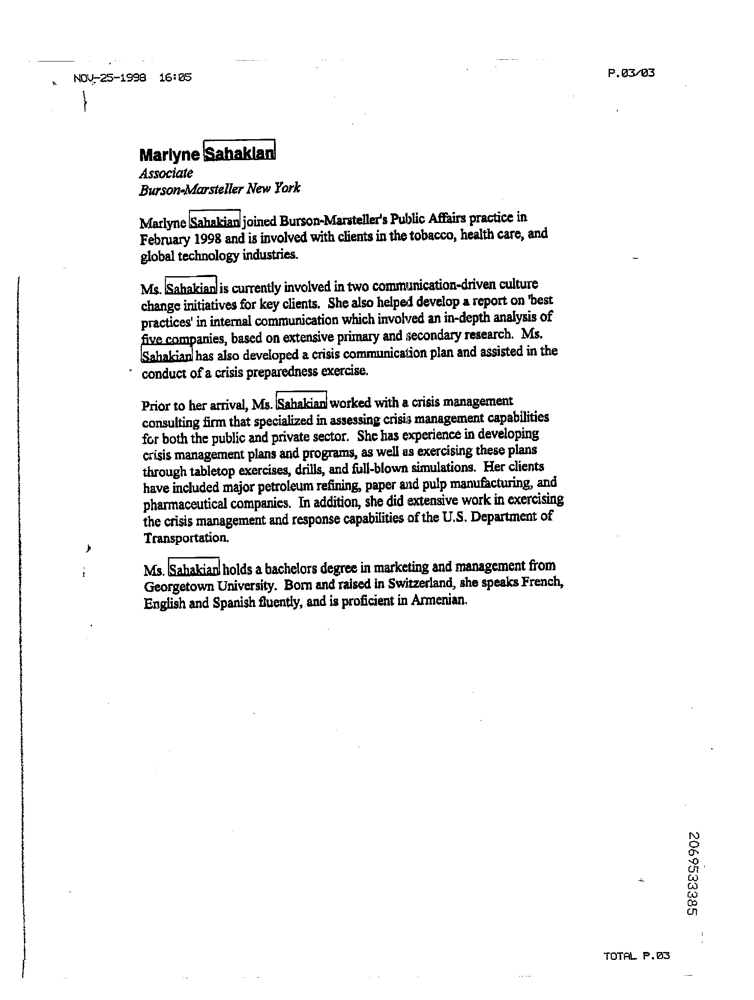 NOV-25-1998 16:05
P.03/03
Marlyne Sahakian
Associate
Burson-Marsteller New York
Marlyne Sahakian joined Burson-Marsteller's Public Affairs practice in
February 1998 and is involved with clients in the tobacco, health care, and
global technology industries.
Ms. Sahakian is currently involved in two communication-driven culture
change initiatives for key clients. She also helped develop a report on 'best
practices' in internal communication which involved an in-depth analysis of
five companies, based on extensive primary and secondary research. Ms.
Sahakian has also developed a crisis communication plan and assisted in the
conduct of a crisis preparedness exercise.
Prior to her arrival, Ms. Sahakian worked with a crisis management
consulting firm that specialized in assessing crisis management capabilities
for both the public and private sector. She has experience in developing
crisis management plans and programs, as well as exercising these plans
through tabletop exercises, drills, and full-blown simulations. Her clients
have included major petroleum refining, paper and pulp manufacturing, and
pharmaceutical companies. In addition, she did extensive work in exercising
the crisis management and response capabilities of the U.S. Department of
Transportation.
Ms. Sahakian holds a bachelors degree in marketing and management from
Georgetown University. Born and raised in Switzerland, she speaks French,
English and Spanish fluently, and is proficient in Armenian.
2069533385
TOTAL P.03